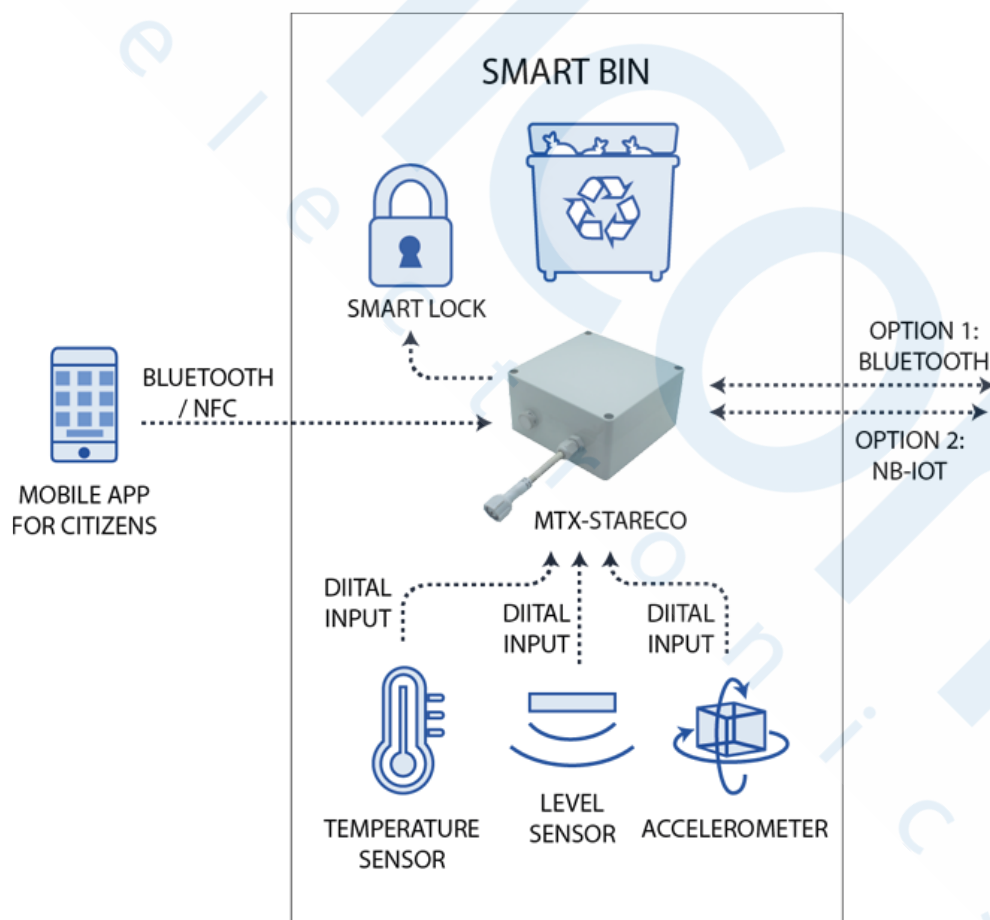 SMART BIN
SMART LOCK
OPTION 1:
BLUETOOTH
BLUETOOTH
/ NFC
OPTION 2:
NB-IOT
MOBILE APP
FOR CITIZENS
MTX-STARECO
DIITAL
INPUT
DIITAL
INPUT
DIITAL
INPUT
TEMPERATURE
SENSOR
LEVEL
SENSOR
ACCELEROMETER
e l e c t r o n i c